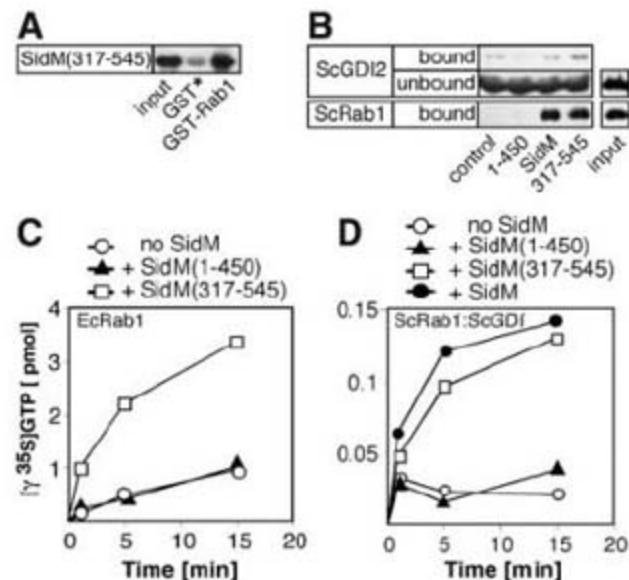 A
SidM(317-545)
input
GST*
GST-Rab1
B
ScGDI2
bound
unbound
ScRab1
bound
control
1-450
SidM
317-545
input
C
no SidM
+ SidM(1-450)
+ SidM(317-545)
EcRab1
[γ35S]GTP [ pmol]
4
3
2
1
0 5 10 15 20
Time [min]
D
no SidM
+ SidM(1-450)
+ SidM(317-545)
+ SidM
ScRab1:ScGDI
0.15
0.1
0.05
0 5 10 15 20
Time [min]